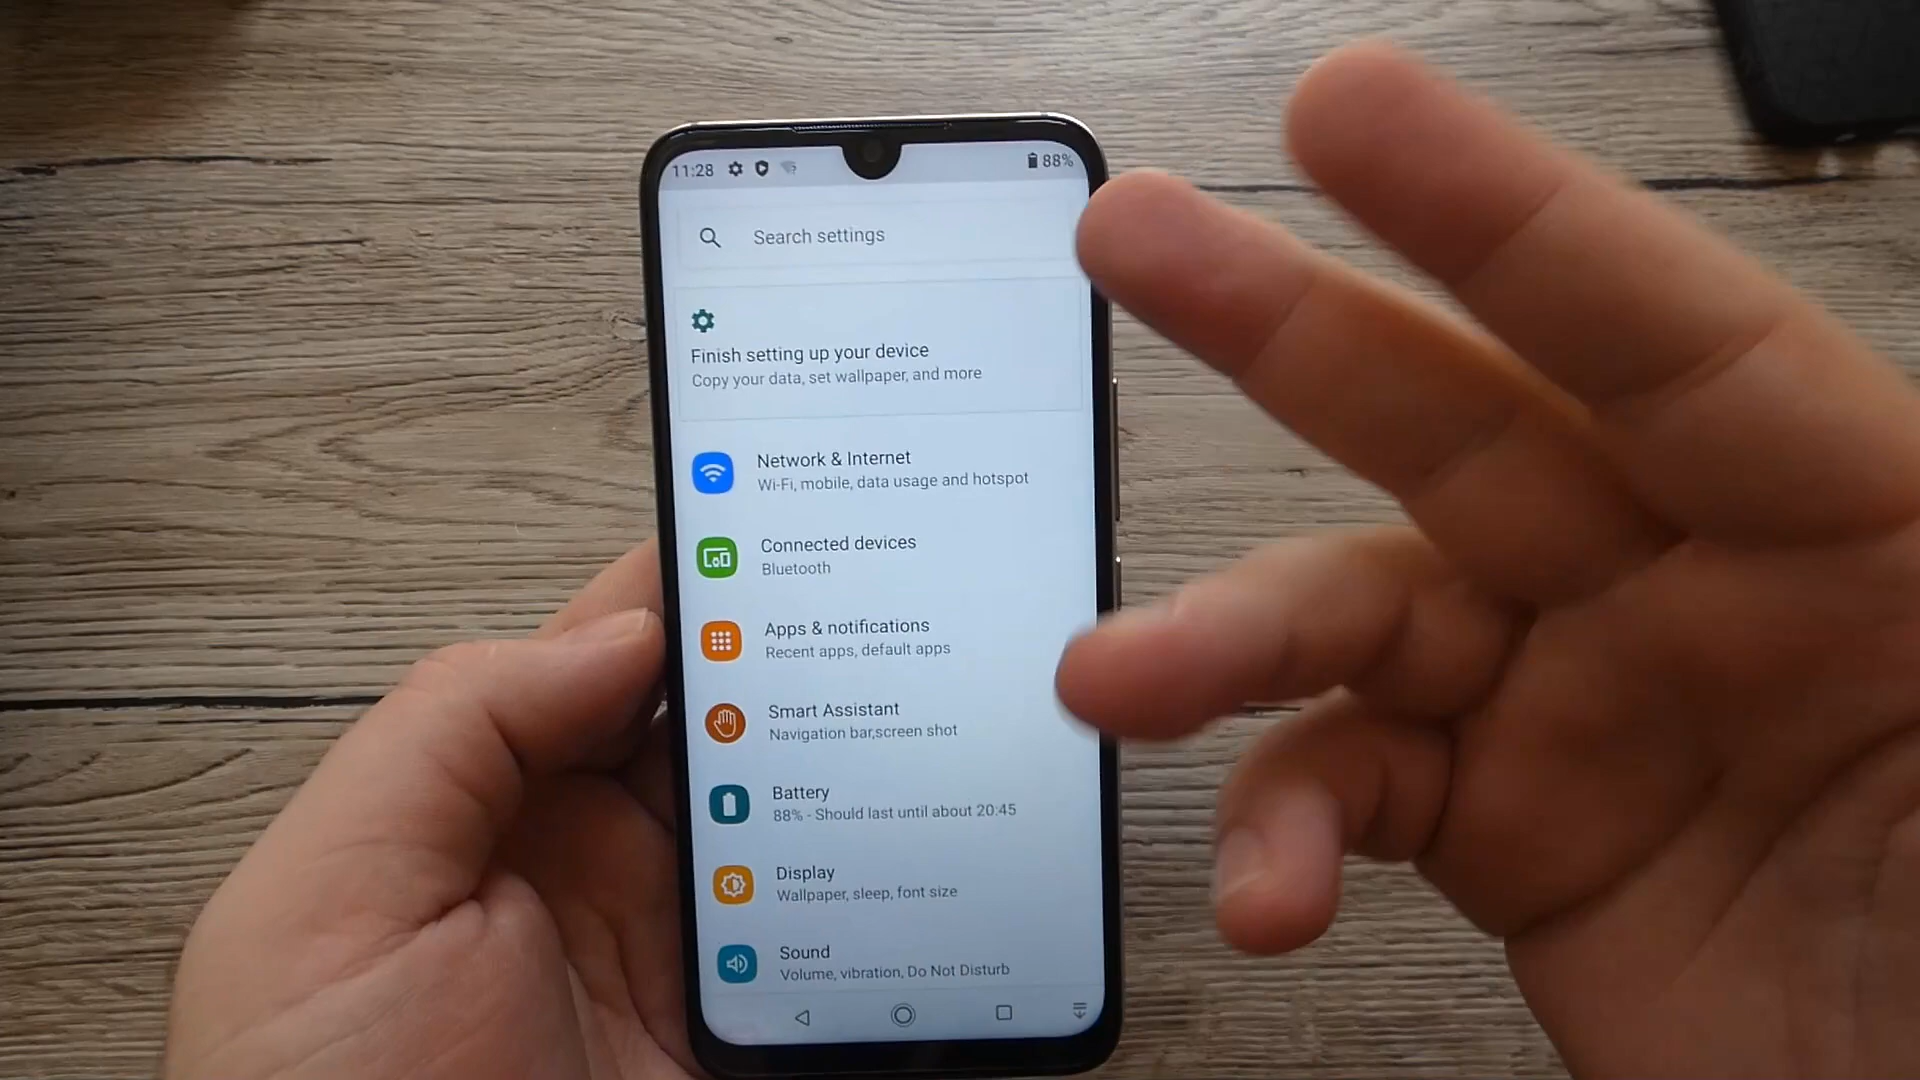 11:28
88%
Search settings
Finish setting up your device
Copy your data, set wallpaper, and more
Network & Internet
Wi-Fi, mobile, data usage and hotspot
Connected devices
Bluetooth
Apps & notifications
Recent apps, default apps
Smart Assistant
Navigation bar,screen shot
Battery
88% - Should last until about 20:45
Display
Wallpaper, sleep, font size
Sound
Volume, vibration, Do Not Disturb